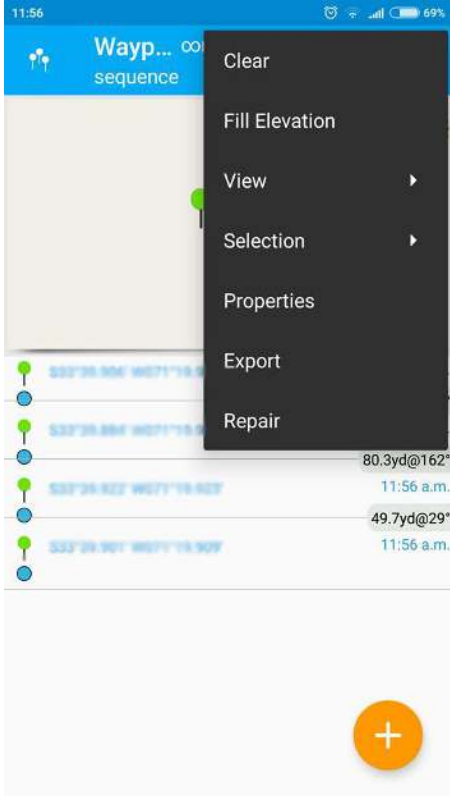 11:56
69%
Wayp...
sequence
Clear
Fill Elevation
View
Selection
Properties
Export
Repair
80.3yd@162°
11:56 a.m.
49.7yd@29°
11:56 a.m.